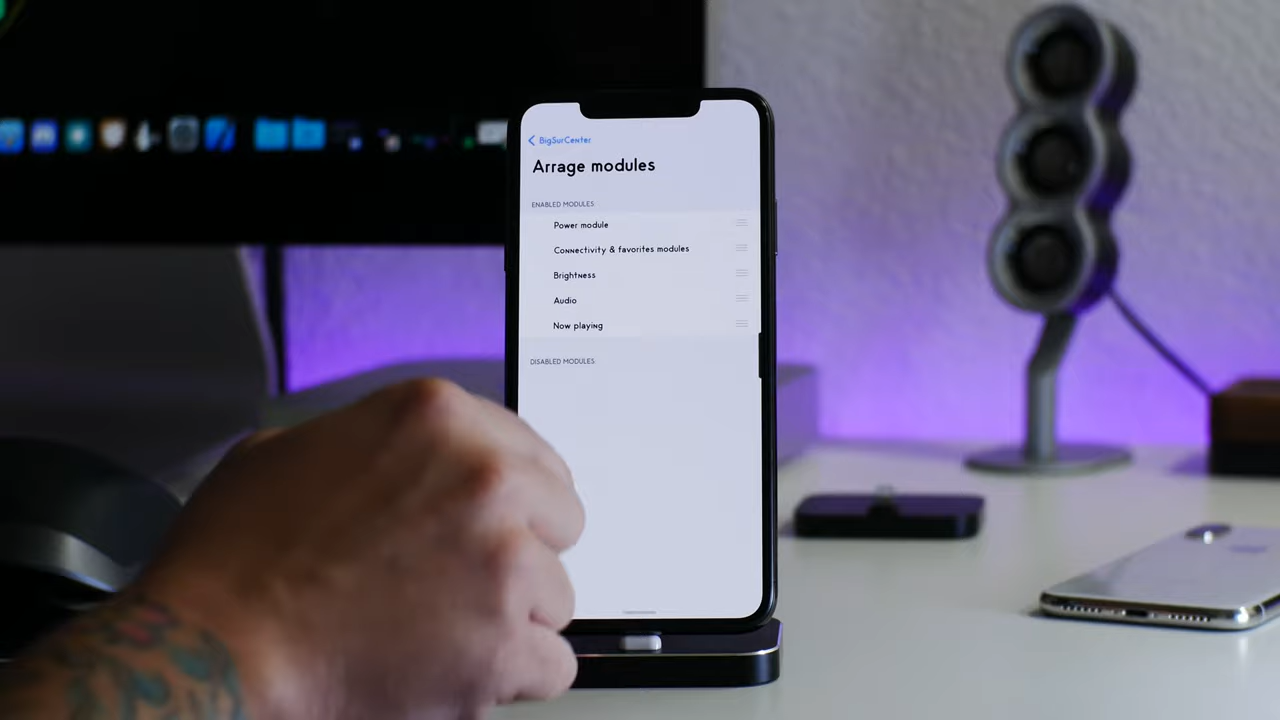 BigSurCenter
Arrage modules
ENABLED MODULES
Power module
Connectivity & favorites modules
Brightness
Audio
Now playing
DISABLED MODULES